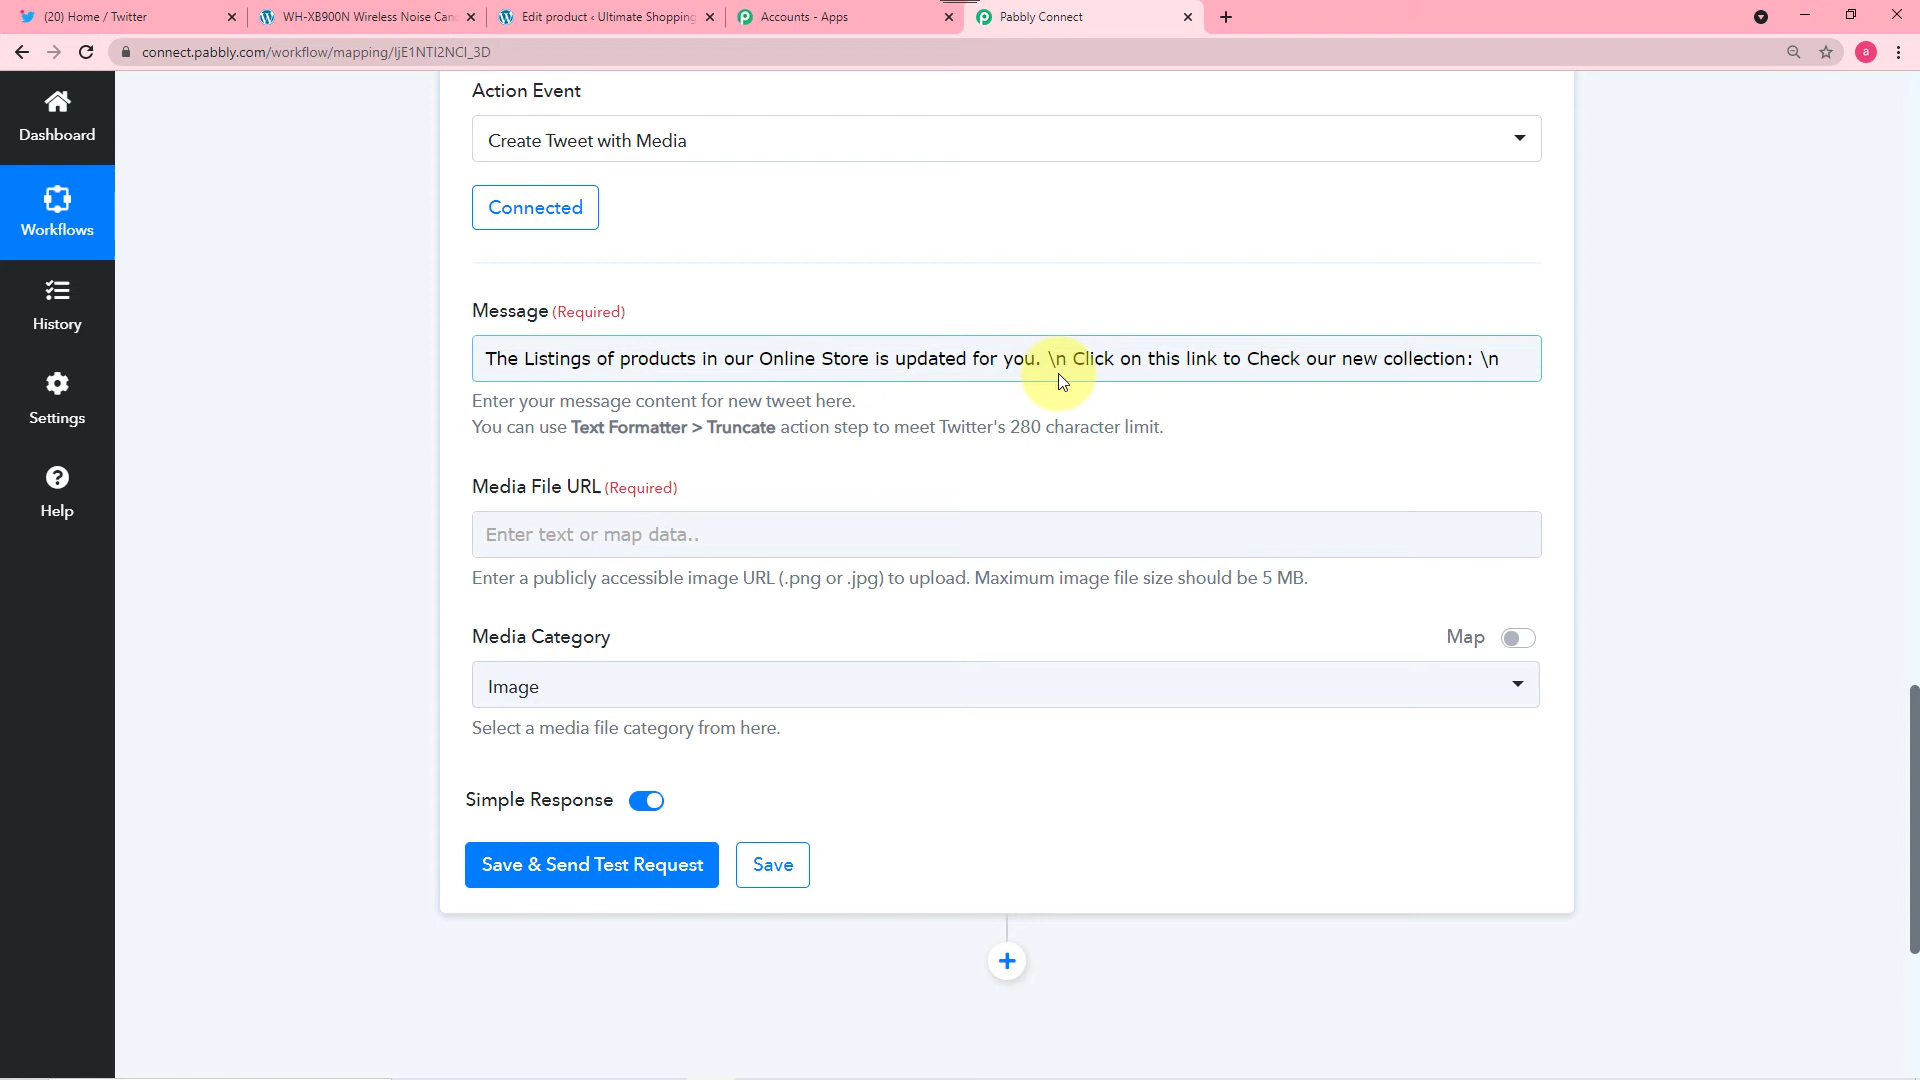 (20) Home / Twitter
WH-XB900N Wireless Noise Can
Edit product ‹ Ultimate Shopping
Accounts - Apps
Pabbly Connect
connect.pabbly.com/workflow/mapping/IjE1NTI2NCI_3D
a
Dashboard
Workflows
History
Settings
Help
Action Event
Create Tweet with Media
Connected
Message (Required)
The Listings of products in our Online Store is updated for you. \n Click on this link to Check our new collection: \n
Enter your message content for new tweet here.
You can use Text Formatter > Truncate action step to meet Twitter's 280 character limit.
Media File URL (Required)
Enter text or map data..
Enter a publicly accessible image URL (.png or .jpg) to upload. Maximum image file size should be 5 MB.
Media Category
Map
Image
Select a media file category from here.
Simple Response
Save & Send Test Request
Save